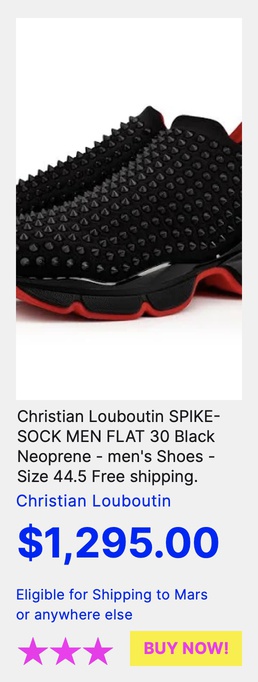 Christian Louboutin SPIKE-
SOCK MEN FLAT 30 Black
Neoprene - men's Shoes -
Size 44.5 Free shipping.
Christian Louboutin
$1,295.00
Eligible for Shipping to Mars
or anywhere else
BUY NOW!